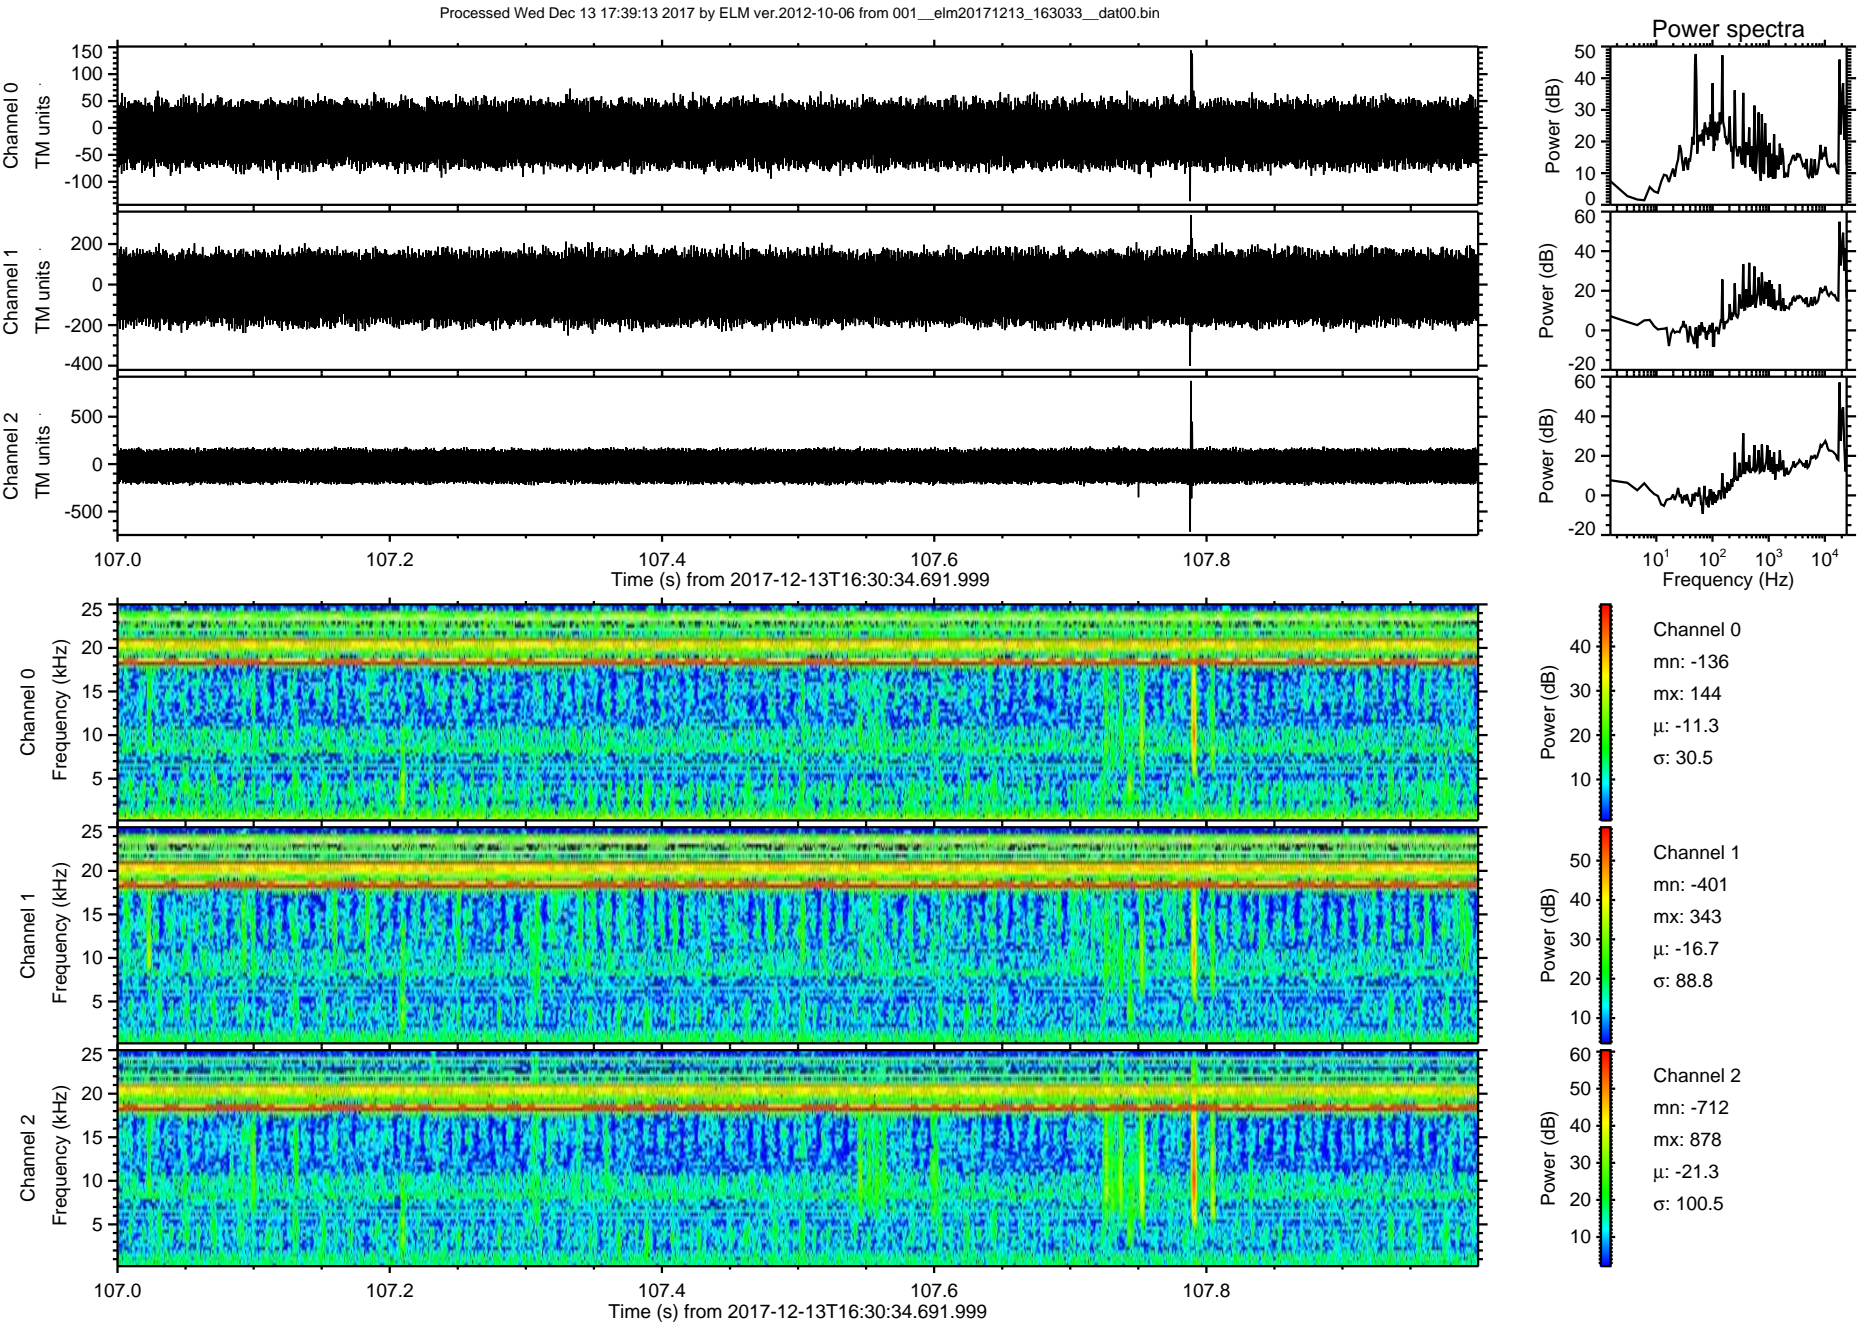 Processed Wed Dec 13 17:39:13 2017 by ELM ver.2012-10-06 from 001__elm20171213_163033__dat00.bin
Power spectra
Channel 0
TM units
150
100
50
0
-50
-100
Power (dB)
50
40
30
20
10
0
Channel 1
TM units
200
0
-200
-400
Power (dB)
60
40
20
0
-20
Channel 2
TM units
500
0
-500
Power (dB)
60
40
20
0
-20
107.0
107.2
107.4
107.6
107.8
Time (s) from 2017-12-13T16:30:34.691.999
10^1
10^2
10^3
10^4
Frequency (Hz)
Channel 0
Frequency (kHz)
25
20
15
10
5
Power (dB)
40
30
20
10
Channel 0
mn: -136
mx: 144
μ: -11.3
σ: 30.5
Channel 1
Frequency (kHz)
25
20
15
10
5
Power (dB)
50
40
30
20
10
Channel 1
mn: -401
mx: 343
μ: -16.7
σ: 88.8
Channel 2
Frequency (kHz)
25
20
15
10
5
Power (dB)
60
50
40
30
20
10
Channel 2
mn: -712
mx: 878
μ: -21.3
σ: 100.5
107.0
107.2
107.4
107.6
107.8
Time (s) from 2017-12-13T16:30:34.691.999